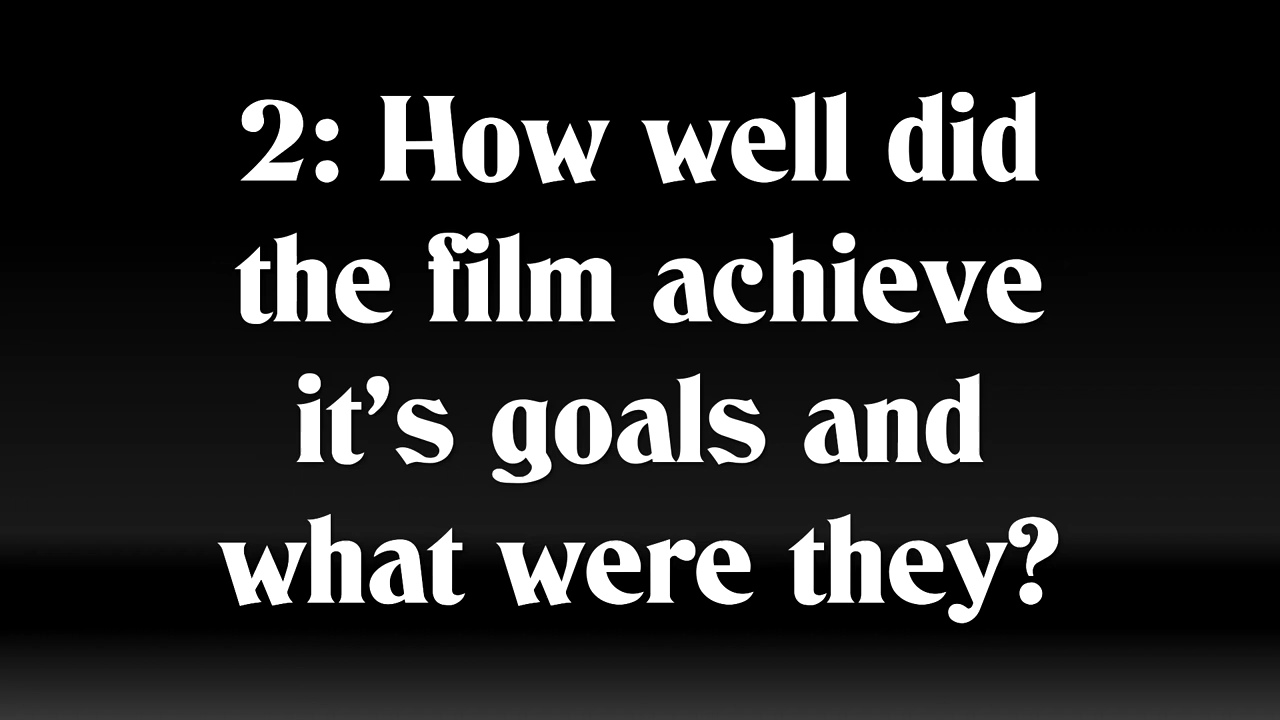 2: How well did
the film achieve
it’s goals and
what were they?